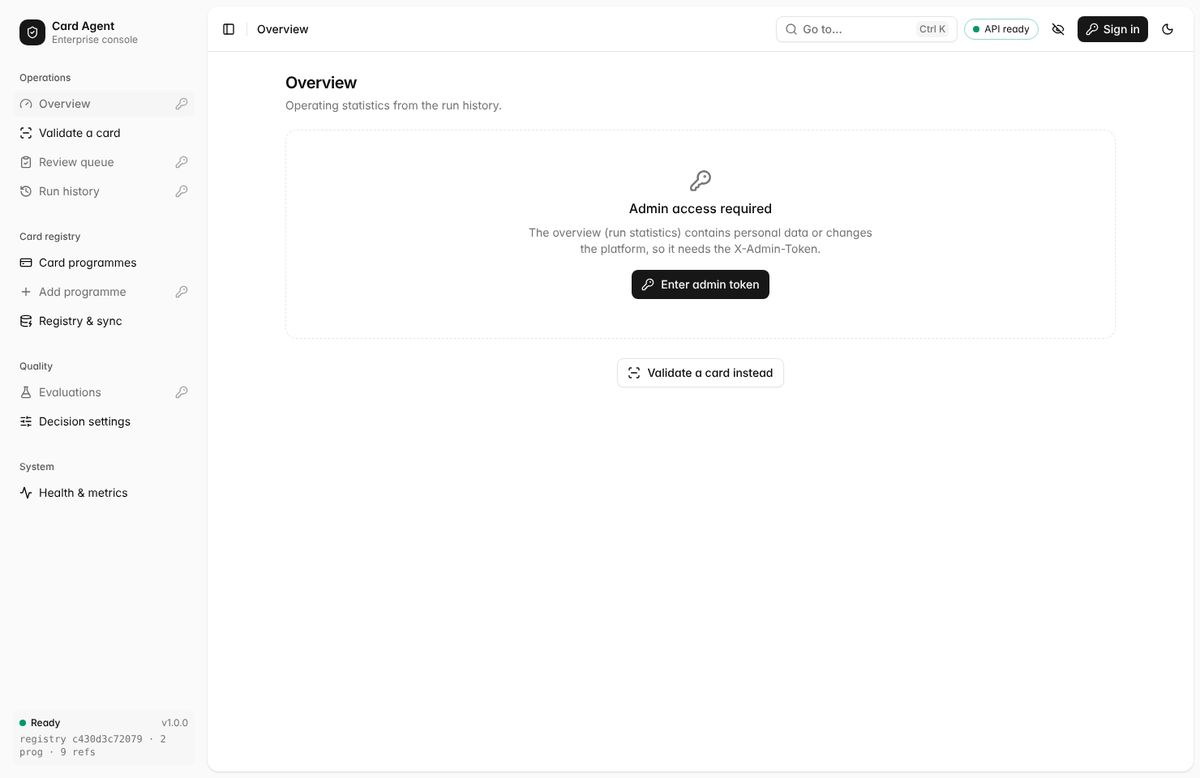 Card Agent
Enterprise console
Operations
Overview
Validate a card
Review queue
Run history
Card registry
Card programmes
Add programme
Registry & sync
Quality
Evaluations
Decision settings
System
Health & metrics
Ready v1.0.0
registry c430d3c72079 · 2
prog · 9 refs
Overview
Go to... Ctrl K
API ready
Sign in
Overview
Operating statistics from the run history.
Admin access required
The overview (run statistics) contains personal data or changes
the platform, so it needs the X-Admin-Token.
Enter admin token
Validate a card instead